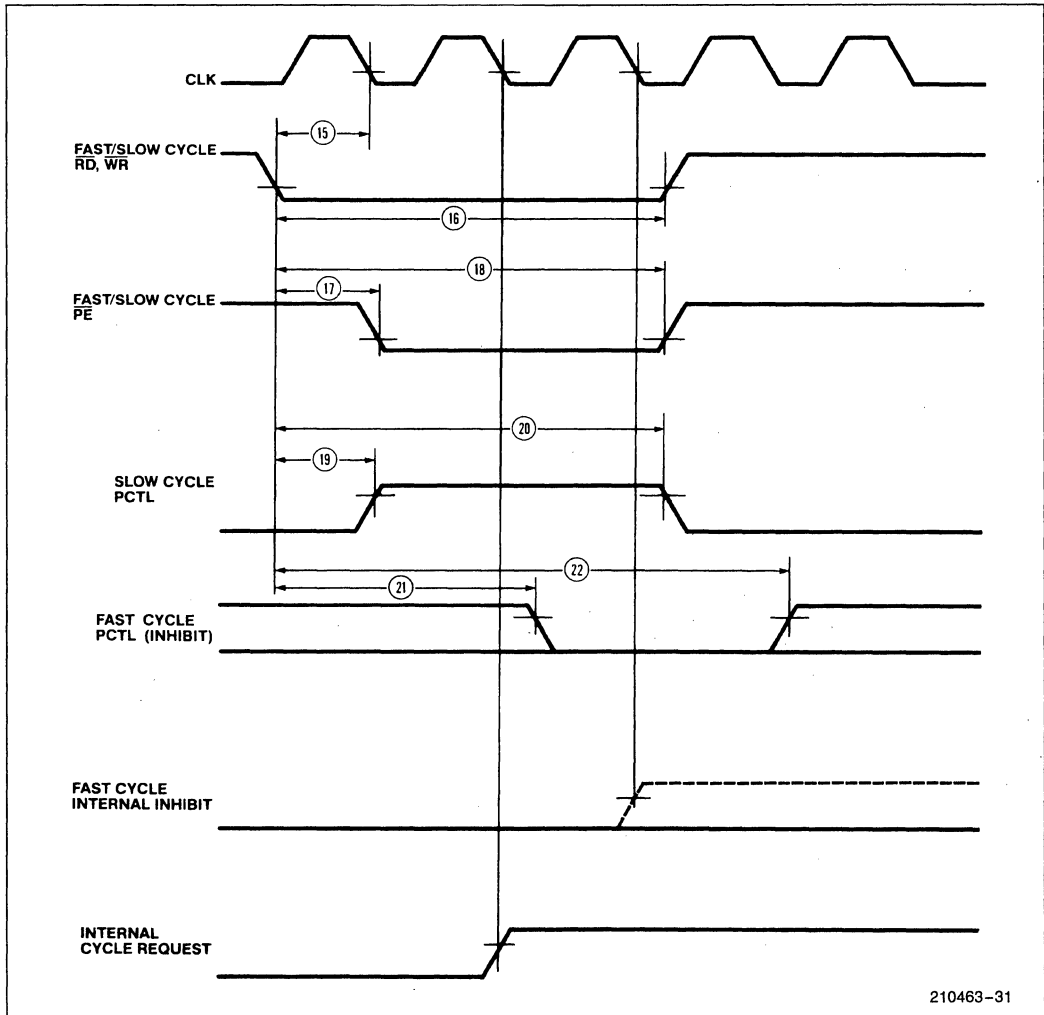 CLK
15
FAST/SLOW CYCLE
RD, WR
16
18
17
FAST/SLOW CYCLE
PE
20
19
SLOW CYCLE
PCTL
22
21
FAST CYCLE
PCTL (INHIBIT)
FAST CYCLE
INTERNAL INHIBIT
INTERNAL
CYCLE REQUEST
210463-31